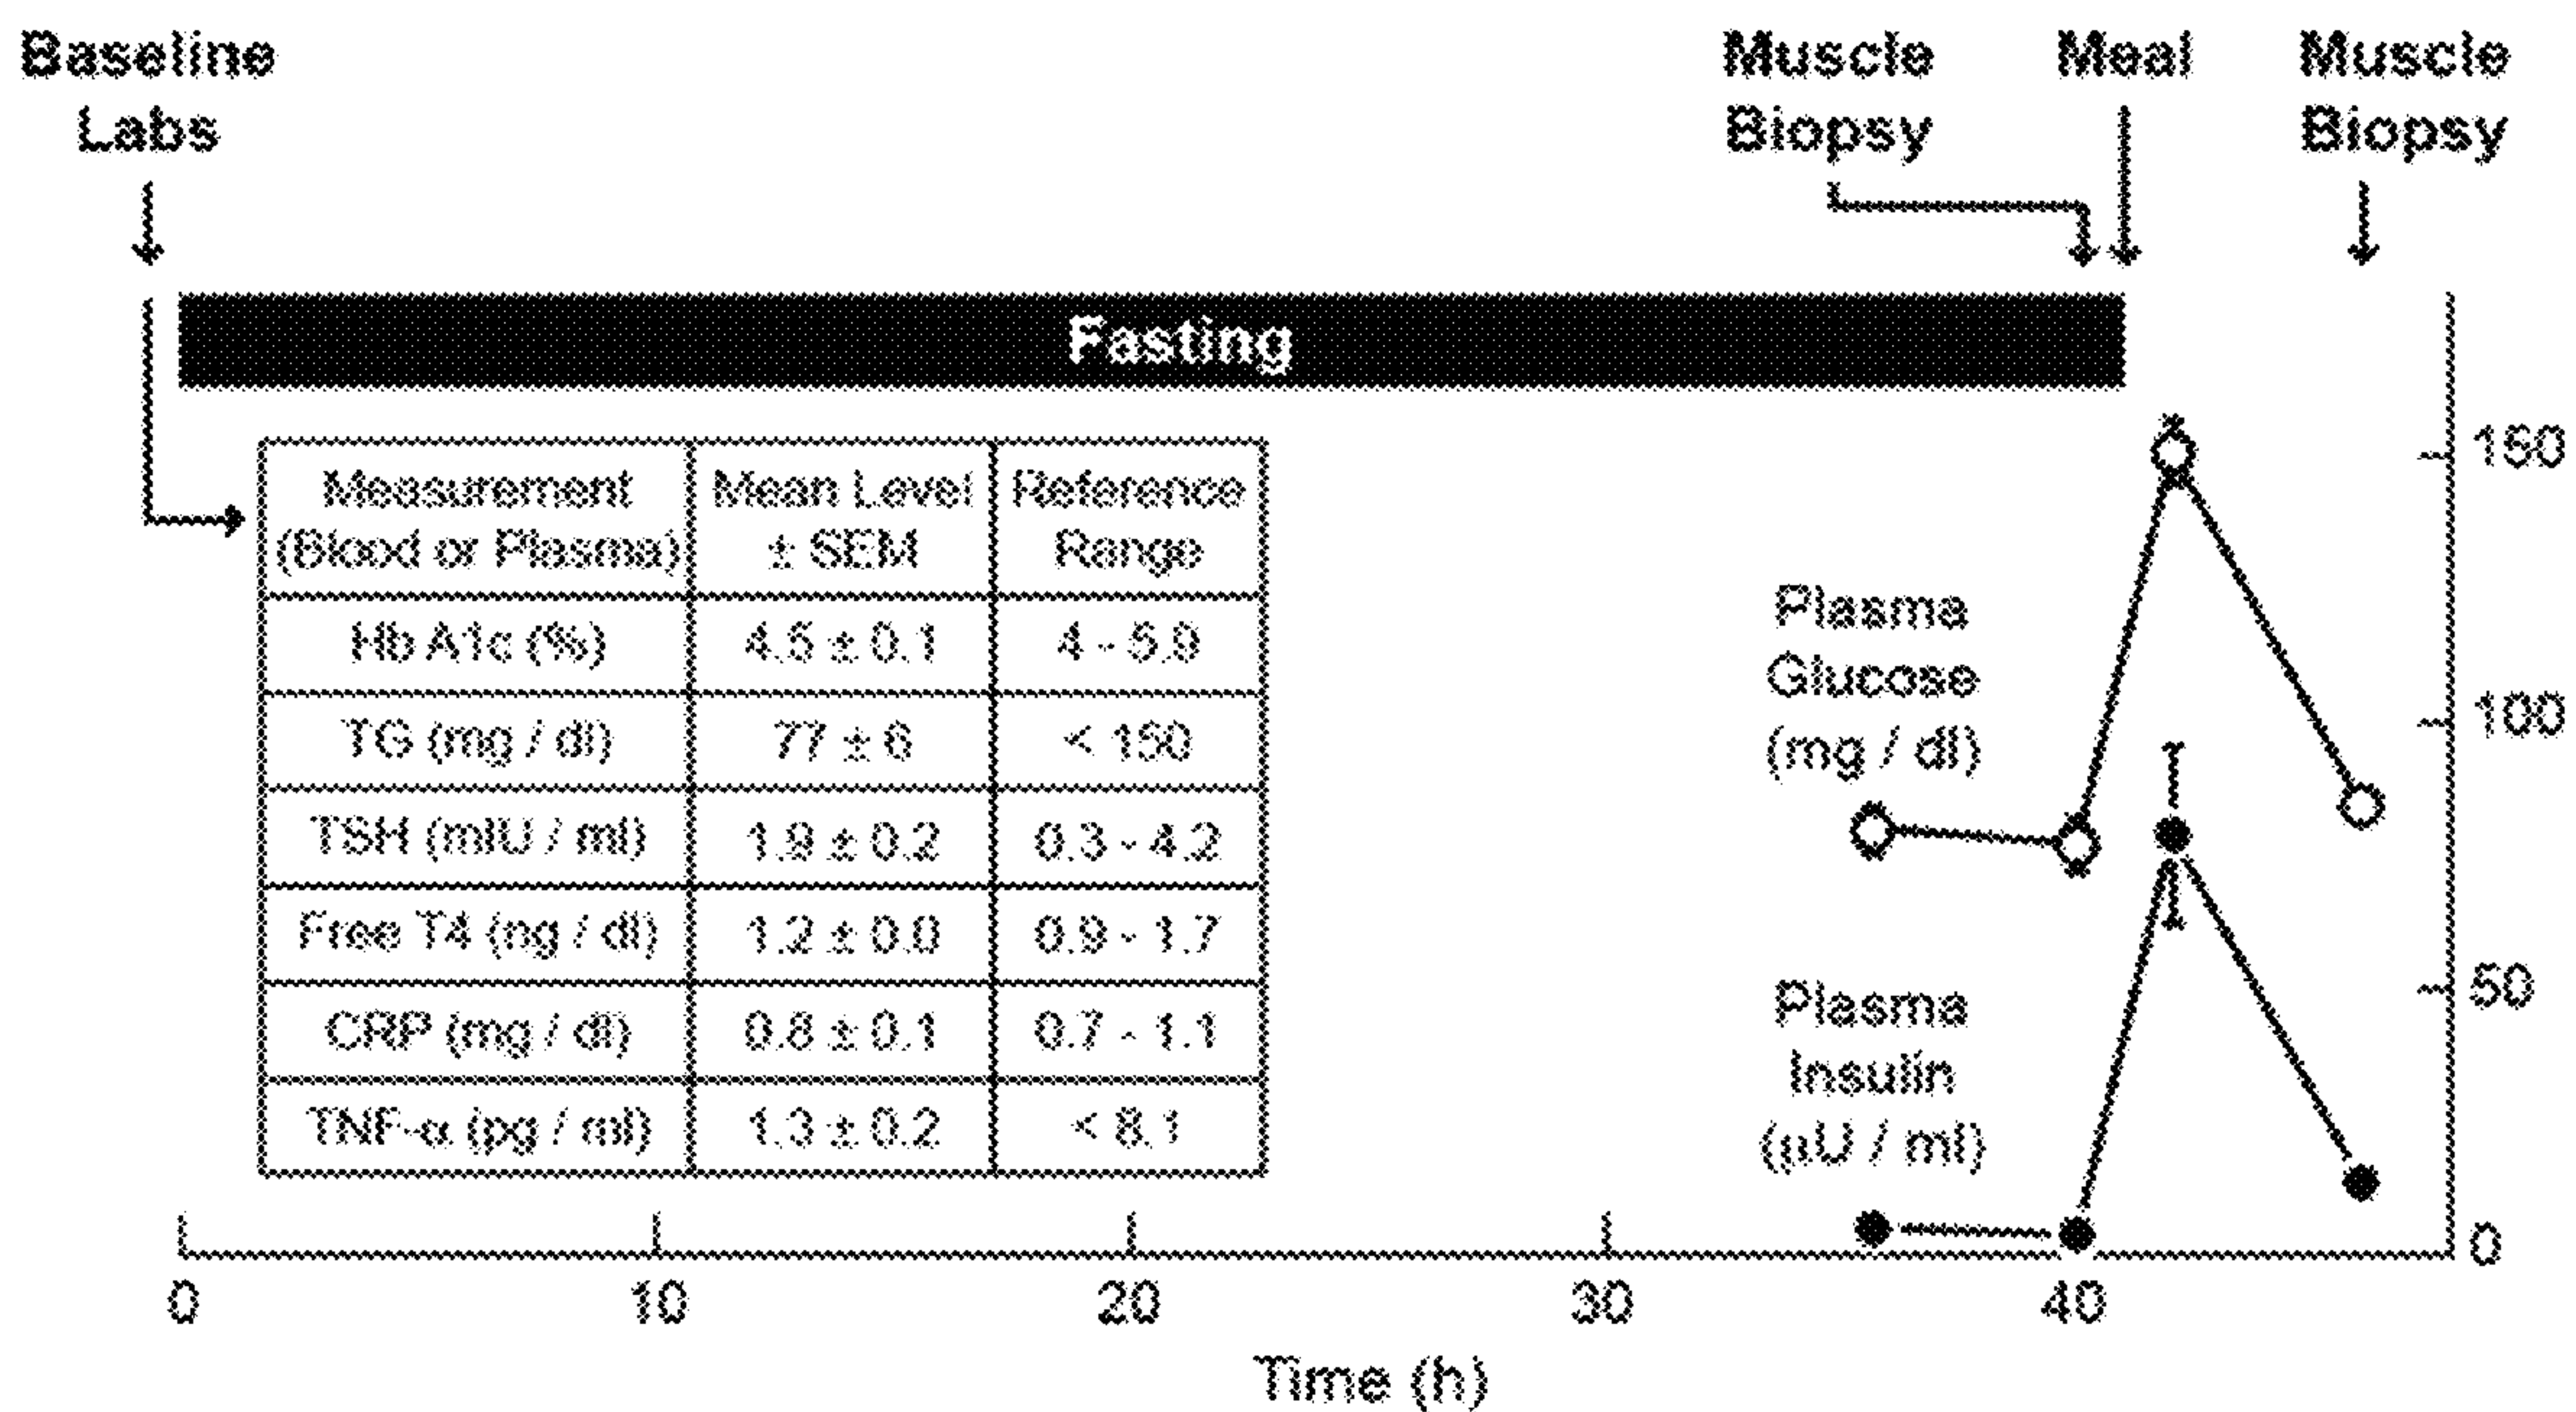 Baseline
Labs
Muscle
Biopsy
Meal
Muscle
Biopsy
Fasting
Measurement
(Blood or Plasma)
Mean Level
± SEM
Reference
Range
Hb A1c (%) 4.5 ± 0.1 4 - 5.9
TG (mg / dl) 77 ± 6 < 150
TSH (mIU / ml) 1.9 ± 0.2 0.3 - 4.2
Free T4 (ng / dl) 1.2 ± 0.0 0.9 - 1.7
CRP (mg / dl) 0.8 ± 0.1 0.7 - 1.1
TNF-α (pg / ml) 1.3 ± 0.2 < 8.1
Plasma
Glucose
(mg / dl)
Plasma
Insulin
(µU / ml)
150
100
50
0
0 10 20 30 40
Time (h)